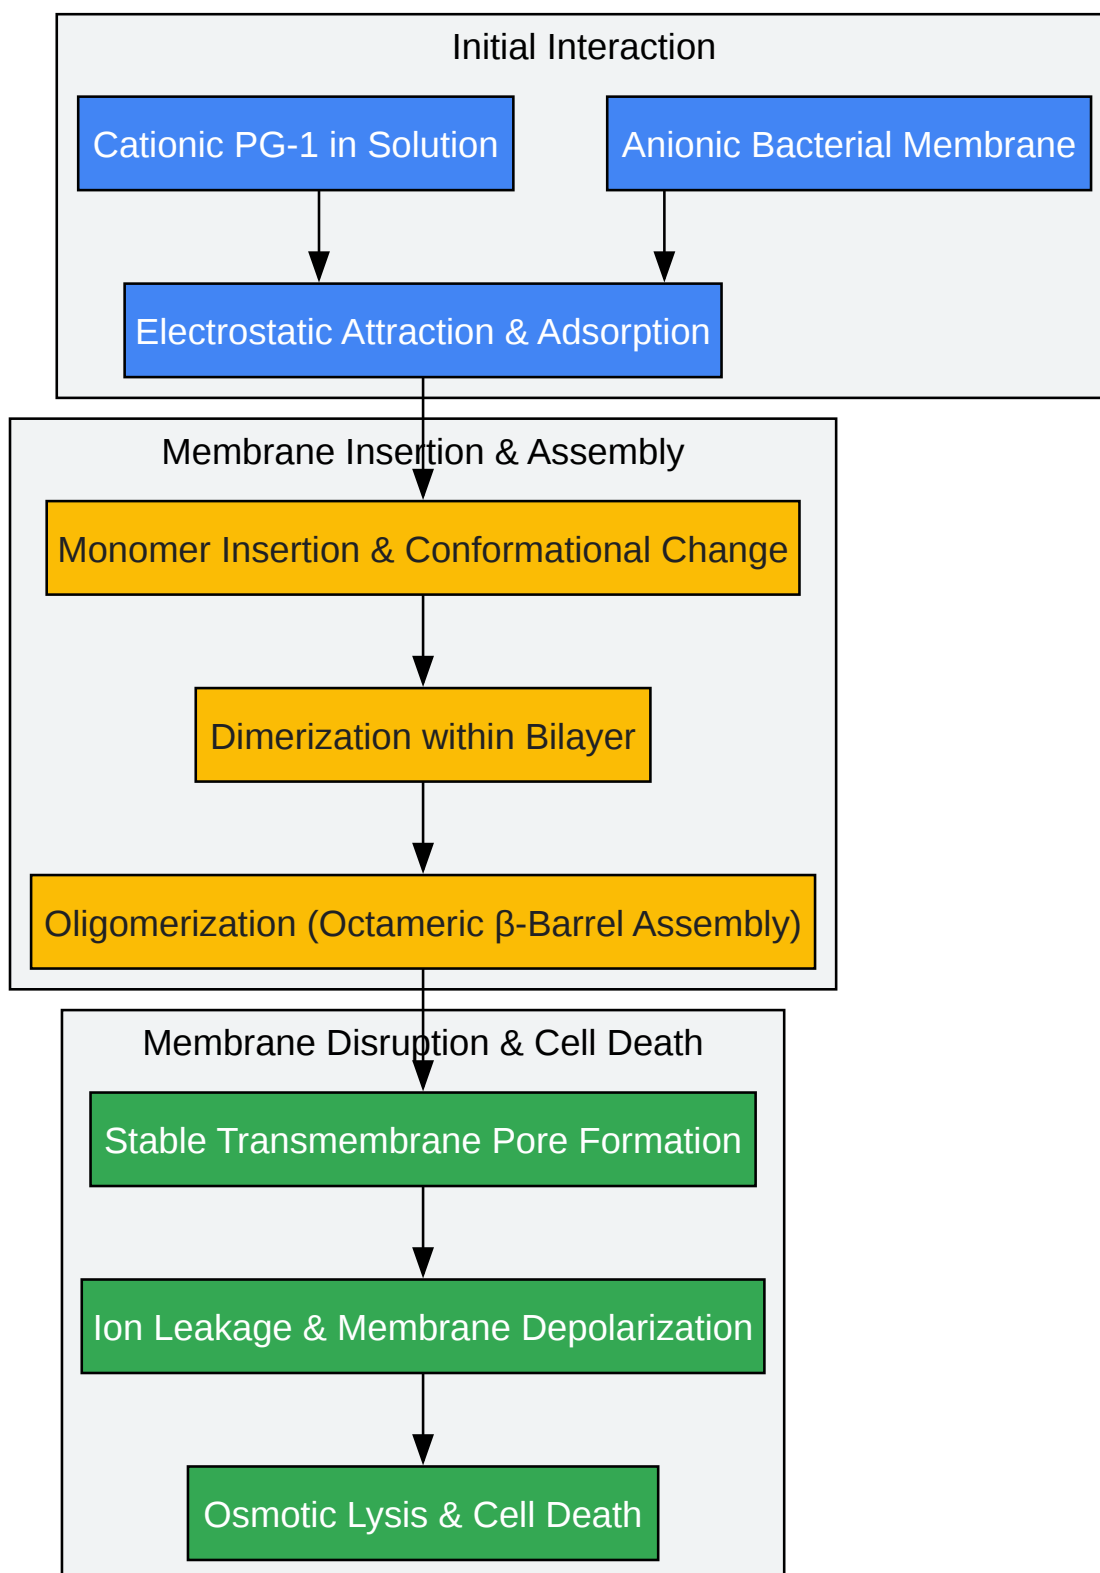 Initial Interaction
Cationic PG-1 in Solution
Anionic Bacterial Membrane
Electrostatic Attraction & Adsorption
Membrane Insertion & Assembly
Monomer Insertion & Conformational Change
Dimerization within Bilayer
Oligomerization (Octameric β-Barrel Assembly)
Membrane Disruption & Cell Death
Stable Transmembrane Pore Formation
Ion Leakage & Membrane Depolarization
Osmotic Lysis & Cell Death